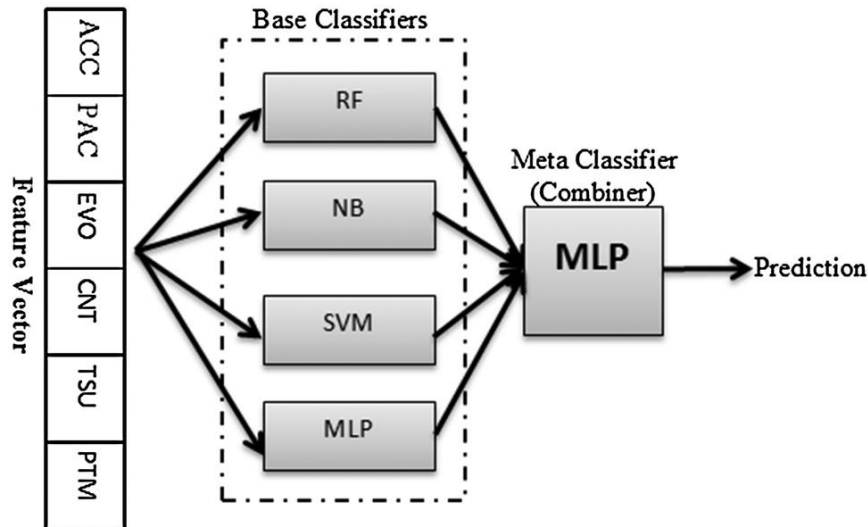 Base Classifiers
Feature Vector
ACC
PAC
EVO
CNT
TSU
PTM
RF
NB
SVM
MLP
Meta Classifier
(Combiner)
MLP
Prediction